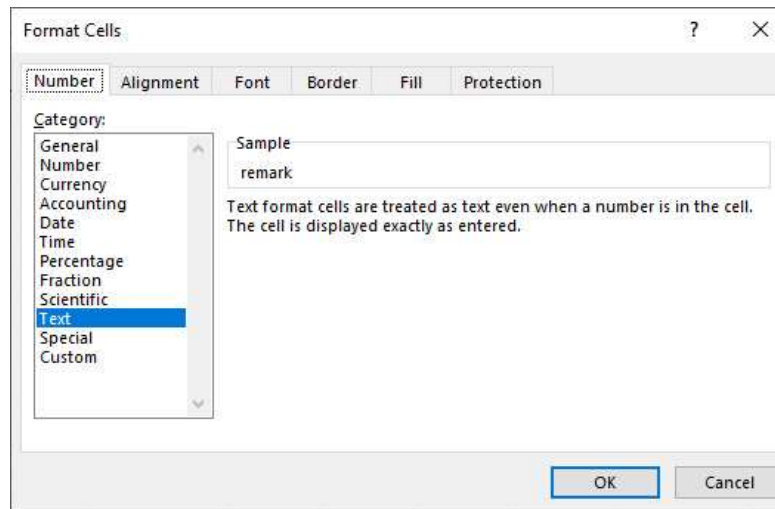 Format Cells ? ×
Number Alignment Font Border Fill Protection
Category:
General
Number
Currency
Accounting
Date
Time
Percentage
Fraction
Scientific
Text
Special
Custom
Sample
remark
Text format cells are treated as text even when a number is in the cell.
The cell is displayed exactly as entered.
OK Cancel